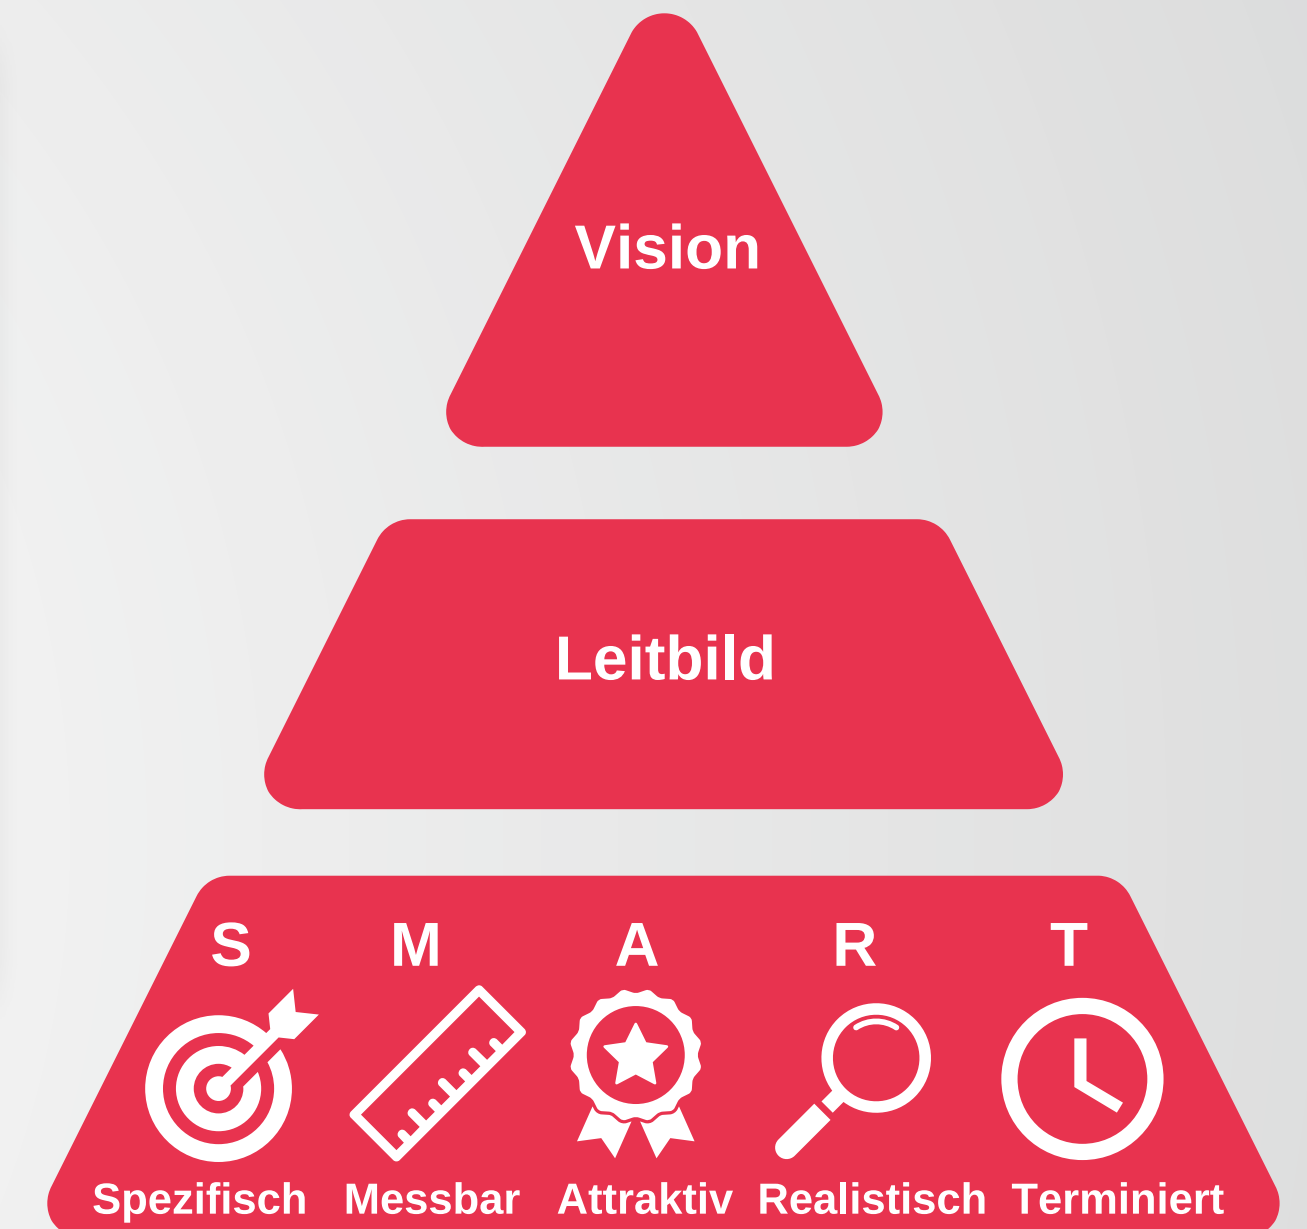 Vision
Leitbild
S M A R T
Spezifisch Messbar Attraktiv Realistisch Terminiert